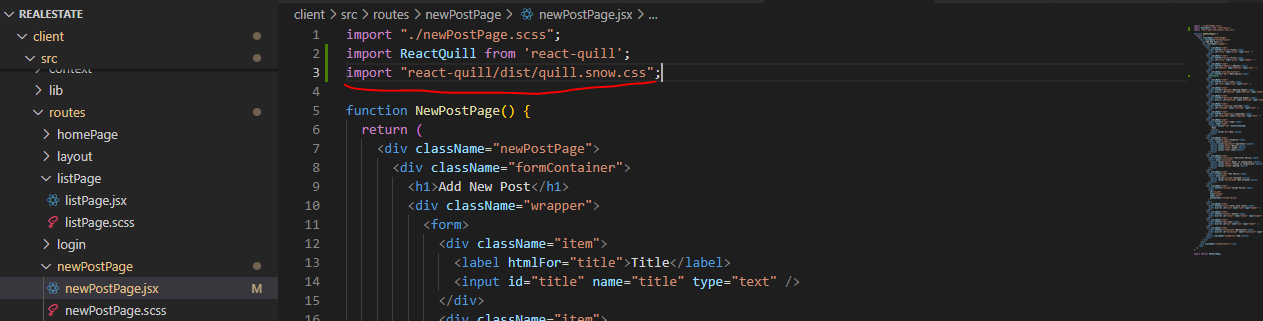 REALESTATE
client
src
context
lib
routes
homePage
layout
listPage
listPage.jsx
listPage.scss
login
newPostPage
newPostPage.jsx M
newPostPage.scss
client > src > routes > newPostPage > newPostPage.jsx > ...
1 import "./newPostPage.scss";
2 import ReactQuill from 'react-quill';
3 import "react-quill/dist/quill.snow.css";
4
5 function NewPostPage() {
6 return (
7 <div className="newPostPage">
8 <div className="formContainer">
9 <h1>Add New Post</h1>
10 <div className="wrapper">
11 <form>
12 <div className="item">
13 <label htmlFor="title">Title</label>
14 <input id="title" name="title" type="text" />
15 </div>
16 <div className="item">